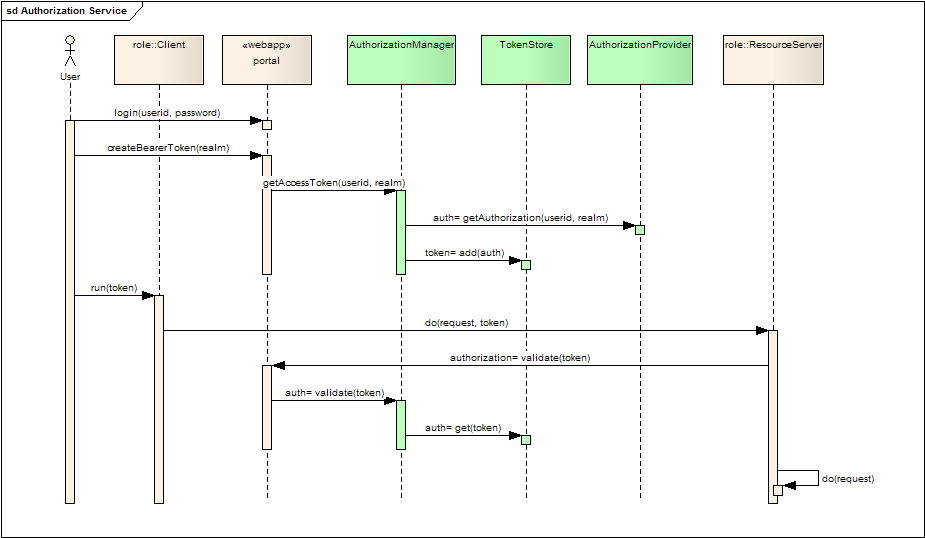 sd Authorization Service
User
role::Client
«webapp»
portal
AuthorizationManager
TokenStore
AuthorizationProvider
role::ResourceServer
login(userid, password)
createBearerToken(realm)
getAccessToken(userid, realm)
auth= getAuthorization(userid, realm)
token= add(auth)
run(token)
do(request, token)
authorization= validate(token)
auth= validate(token)
auth= get(token)
do(request)